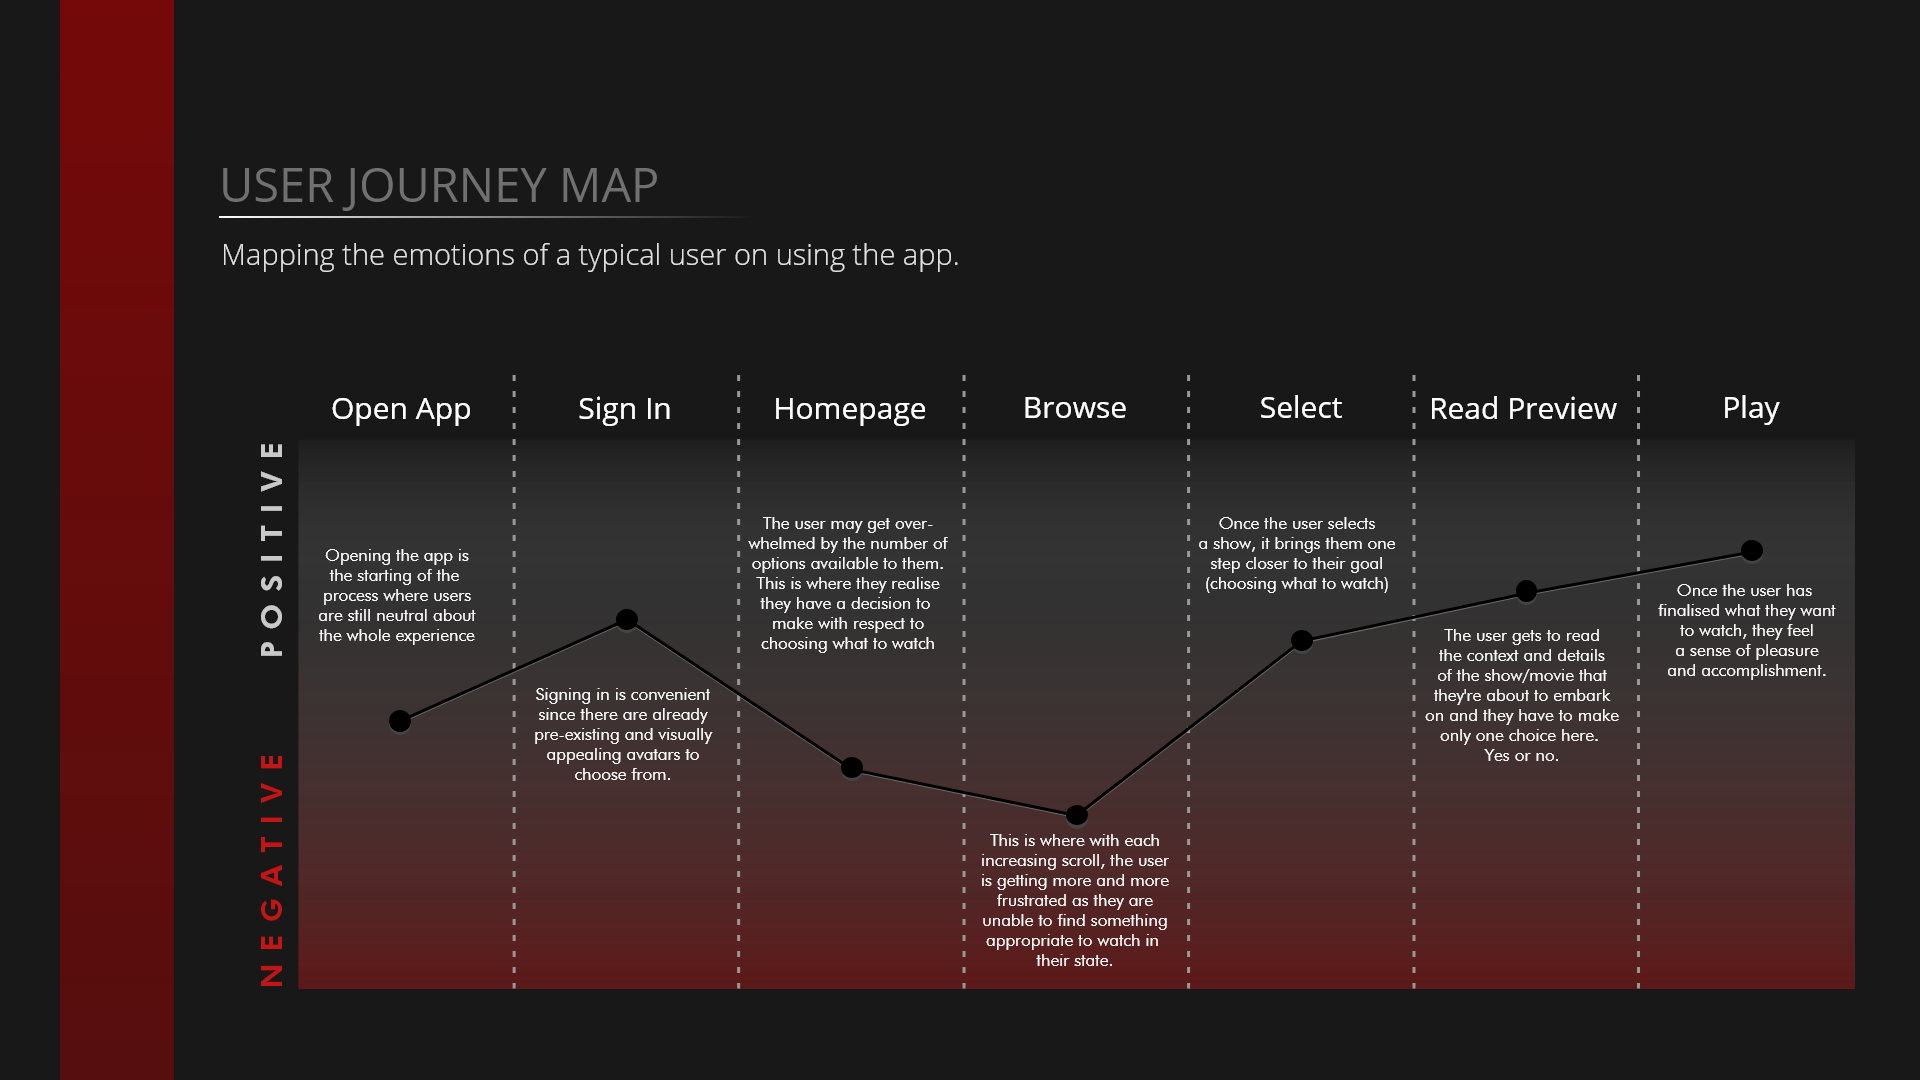 USER JOURNEY MAP
Mapping the emotions of a typical user on using the app.
Open App
Sign In
Homepage
Browse
Select
Read Preview
Play
POSITIVE
NEGATIVE
Opening the app is
the starting of the
process where users
are still neutral about
the whole experience
Signing in is convenient
since there are already
pre-existing and visually
appealing avatars to
choose from.
The user may get over-
whelmed by the number of
options available to them.
This is where they realise
they have a decision to
make with respect to
choosing what to watch
This is where with each
increasing scroll, the user
is getting more and more
frustrated as they are
unable to find something
appropriate to watch in
their state.
Once the user selects
a show, it brings them one
step closer to their goal
(choosing what to watch)
The user gets to read
the context and details
of the show/movie that
they're about to embark
on and they have to make
only one choice here.
Yes or no.
Once the user has
finalised what they want
to watch, they feel
a sense of pleasure
and accomplishment.